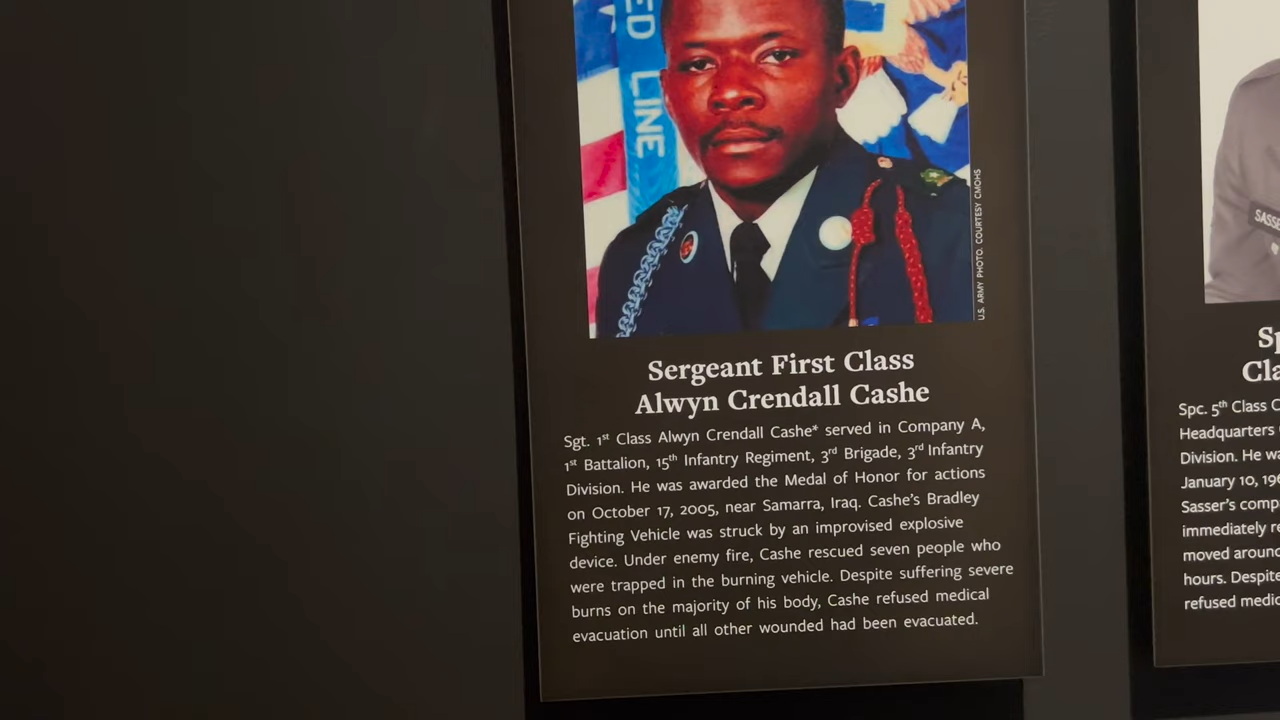 ED LINE
U.S. ARMY PHOTO. COURTESY CMOHS
Sergeant First Class
Alwyn Crendall Cashe
Sgt. 1st Class Alwyn Crendall Cashe* served in Company A,
1st Battalion, 15th Infantry Regiment, 3rd Brigade, 3rd Infantry
Division. He was awarded the Medal of Honor for actions
on October 17, 2005, near Samarra, Iraq. Cashe's Bradley
Fighting Vehicle was struck by an improvised explosive
device. Under enemy fire, Cashe rescued seven people who
were trapped in the burning vehicle. Despite suffering severe
burns on the majority of his body, Cashe refused medical
evacuation until all other wounded had been evacuated.
SASSE
Sp
Cla
Spc. 5th Class C
Headquarters
Division. He wa
January 10, 196
Sasser's comp
immediately re
moved around
hours. Despite
refused medic